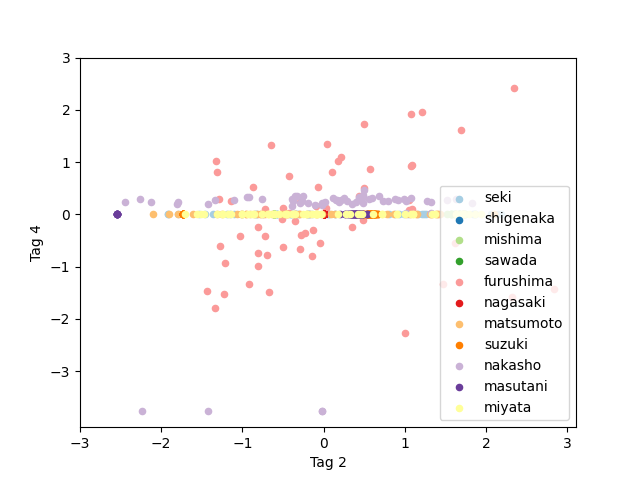 3
2
1
0
−1
−2
−3
Tag 4
seki
shigenaka
mishima
sawada
furushima
nagasaki
matsumoto
suzuki
nakasho
masutani
miyata
−3 −2 −1 0 1 2 3
Tag 2